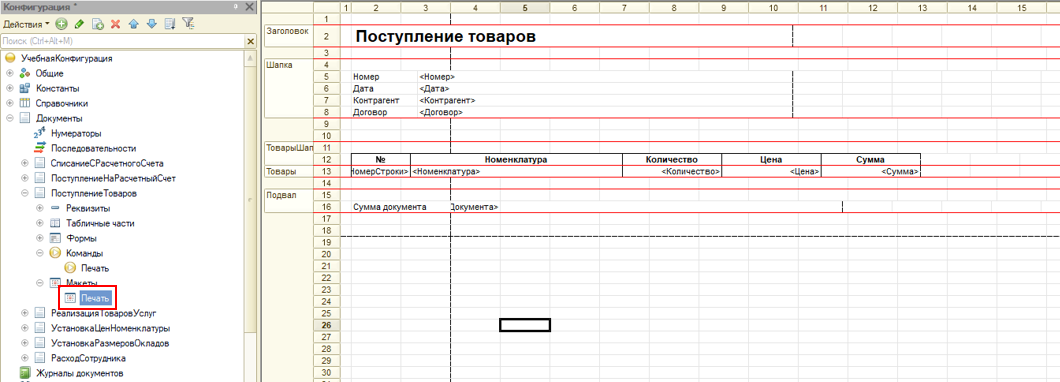 Конфигурация *
Действия
Поиск (Ctrl+Alt+M)
УчебнаяКонфигурация
Общие
Константы
Справочники
Документы
Нумераторы
Последовательности
СписаниеСРасчетногоСчета
ПоступлениеНаРасчетныйСчет
ПоступлениеТоваров
Реквизиты
Табличные части
Формы
Команды
Печать
Макеты
Печать
РеализацияТоваровУслуг
УстановкаЦенНоменклатуры
УстановкаРазмеровОкладов
РасходСотрудника
Журналы документов
1 2 3 4 5 6 7 8 9 10 11 12 13 14 15
1
Заголовок 2 Поступление товаров
3
Шапка 4
5 Номер <Номер>
6 Дата <Дата>
7 Контрагент <Контрагент>
8 Договор <Договор>
9
10
ТоварыШап 11
12 № Номенклатура Количество Цена Сумма
Товары 13 НомерСтроки> <Номенклатура> <Количество> <Цена> <Сумма>
14
Подвал 15
16 Сумма документа Документа>
17
18
19
20
21
22
23
24
25
26
27
28
29
30